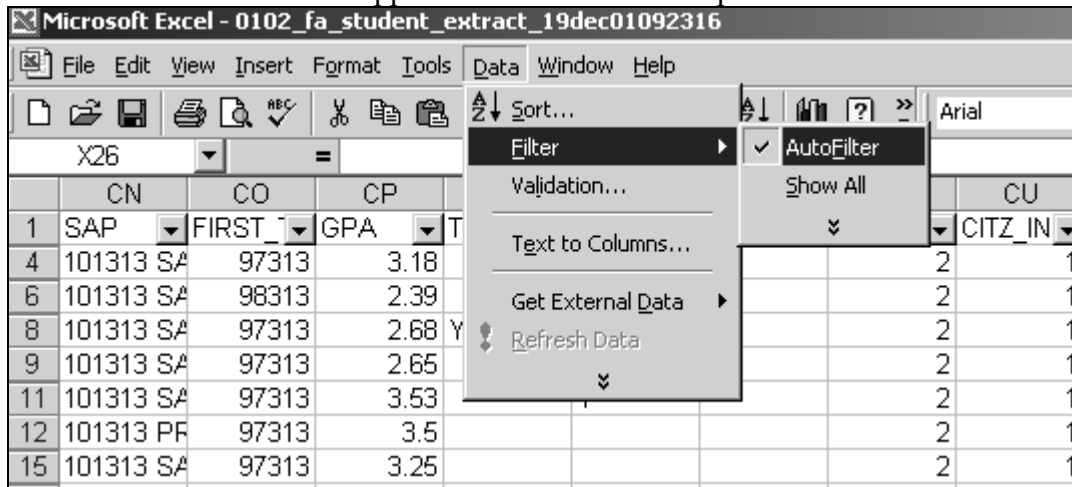 Microsoft Excel - 0102_fa_student_extract_19dec01092316
File Edit View Insert Format Tools Data Window Help
ABC A Z Sort... ? » Arial
X26 = Filter AutoFilter
CN CO CP Validation... Show All CU
1 SAP FIRST_ GPA T Text to Columns... CITZ_IN
4 101313 SA 97313 3.18 2 1
6 101313 SA 98313 2.39 Get External Data 2 1
8 101313 SA 97313 2.68 Y Refresh Data 2 1
9 101313 SA 97313 2.65 2 1
11 101313 SA 97313 3.53 2 1
12 101313 PR 97313 3.5 2 1
15 101313 SA 97313 3.25 2 1